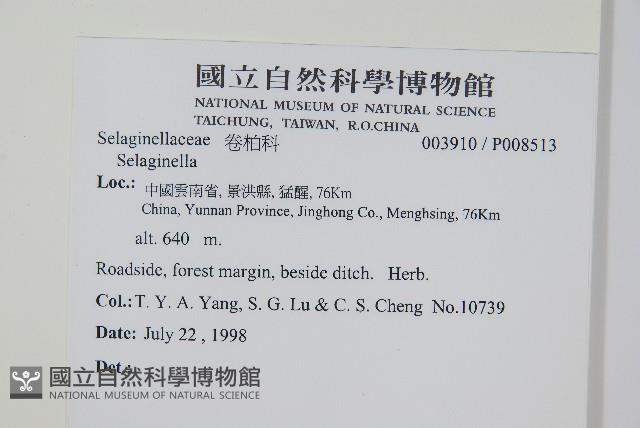 國立自然科學博物館
NATIONAL MUSEUM OF NATURAL SCIENCE
TAICHUNG, TAIWAN, R.O.CHINA
Selaginellaceae 卷柏科 003910 / P008513
Selaginella
Loc.: 中國雲南省, 景洪縣, 猛醒, 76Km
China, Yunnan Province, Jinghong Co., Menghsing, 76Km
alt. 640 m.
Roadside, forest margin, beside ditch. Herb.
Col.: T. Y. A. Yang, S. G. Lu & C. S. Cheng No.10739
Date: July 22 , 1998
Det.:
國立自然科學博物館
NATIONAL MUSEUM OF NATURAL SCIENCE